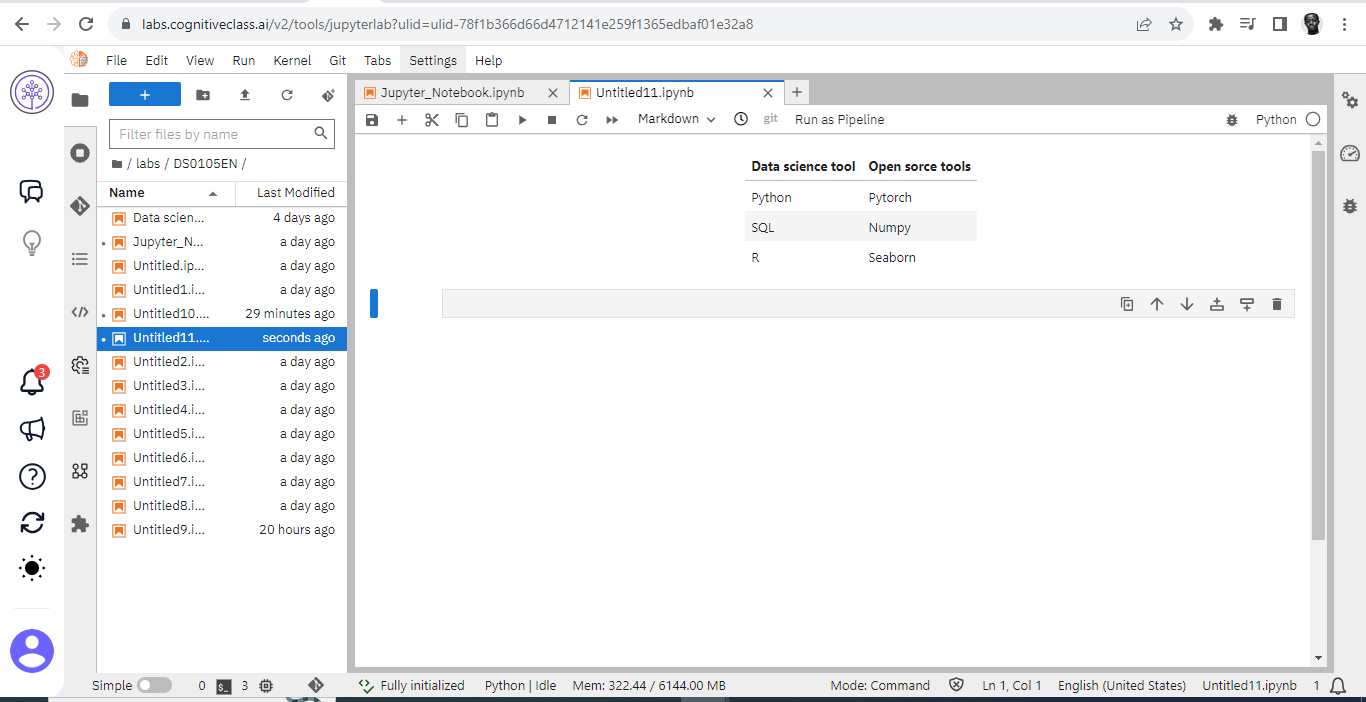 labs.cognitiveclass.ai/v2/tools/jupyterlab?ulid=ulid-78f1b366d66d4712141e259f1365edbaf01e32a8
File Edit View Run Kernel Git Tabs Settings Help
+
Jupyter_Notebook.ipynb
Untitled11.ipynb
Filter files by name
Markdown
git
Run as Pipeline
Python
/ labs / DS0105EN /
Name Last Modified
Data scien... 4 days ago
Jupyter_N... a day ago
Untitled.ip... a day ago
Untitled1.i... a day ago
Untitled10.... 29 minutes ago
Untitled11.... seconds ago
Untitled2.i... a day ago
Untitled3.i... a day ago
Untitled4.i... a day ago
Untitled5.i... a day ago
Untitled6.i... a day ago
Untitled7.i... a day ago
Untitled8.i... a day ago
Untitled9.i... 20 hours ago
3
Data science tool Open sorce tools
Python Pytorch
SQL Numpy
R Seaborn
Simple 0 $_ 3 Fully initialized Python | Idle Mem: 322.44 / 6144.00 MB Mode: Command Ln 1, Col 1 English (United States) Untitled11.ipynb 1